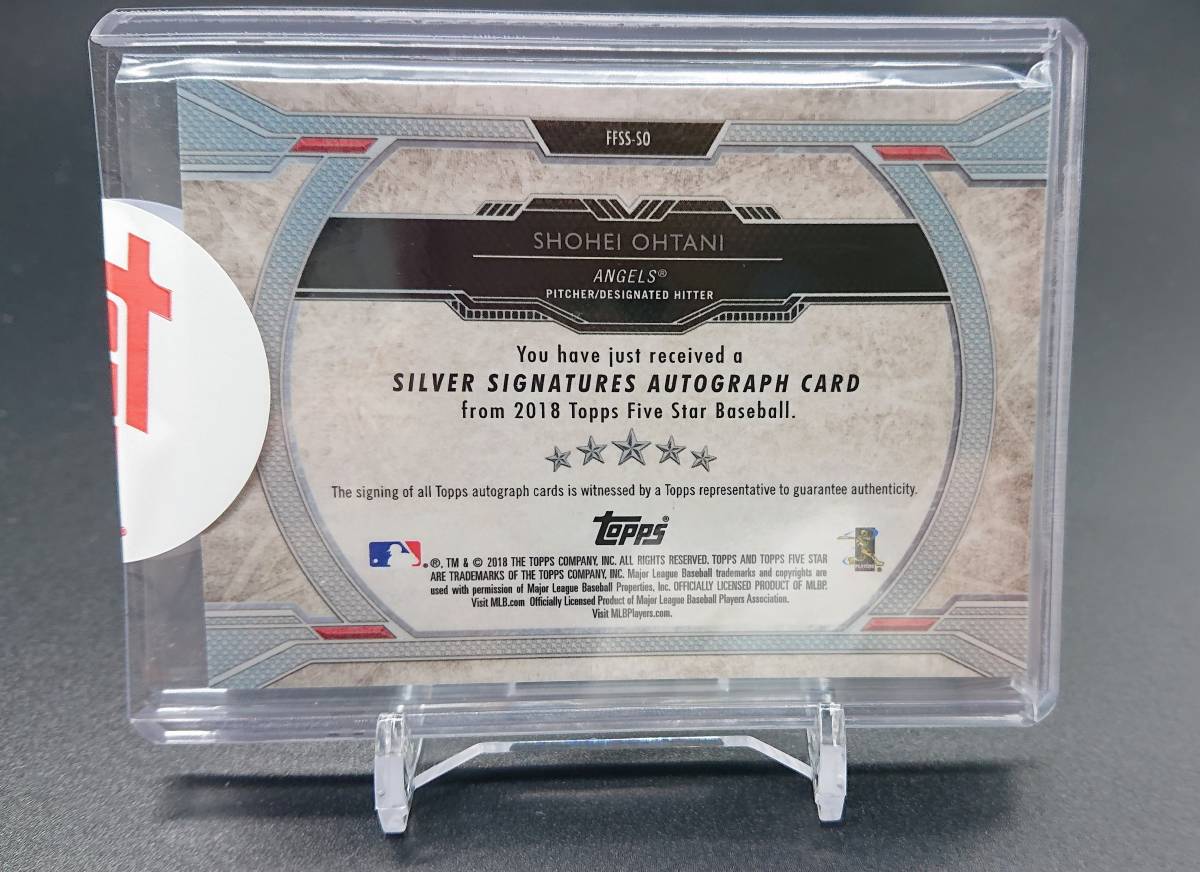 FFSS-SO
SHOHEI OHTANI
ANGELS®
PITCHER/DESIGNATED HITTER
You have just received a
SILVER SIGNATURES AUTOGRAPH CARD
from 2018 Topps Five Star Baseball.
The signing of all Topps autograph cards is witnessed by a Topps representative to guarantee authenticity.
topps®
®, TM & © 2018 THE TOPPS COMPANY, INC. ALL RIGHTS RESERVED. TOPPS AND TOPPS FIVE STAR
ARE TRADEMARKS OF THE TOPPS COMPANY, INC. Major League Baseball trademarks and copyrights are
used with permission of Major League Baseball Properties, Inc. OFFICIALLY LICENSED PRODUCT OF MLBP.
Visit MLB.com Officially Licensed Product of Major League Baseball Players Association.
Visit MLBPlayers.com.